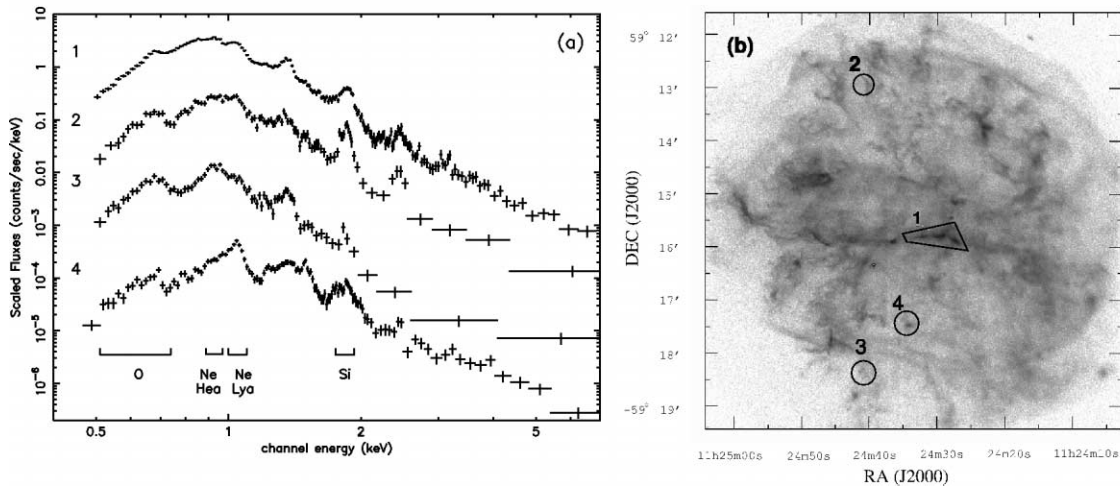 (a)
Scaled Fluxes (counts/sec/keV)
10
1
0.1
0.01
10⁻³
10⁻⁴
10⁻⁵
10⁻⁶
1
2
3
4
O
Ne Hea
Ne Lya
Si
0.5
1
2
5
channel energy (keV)
(b)
DEC (J2000)
59° 12′
13′
14′
15′
16′
17′
18′
-59° 19′
2
1
4
3
11h25m00s
24m50s
24m40s
24m30s
24m20s
11h24m10s
RA (J2000)